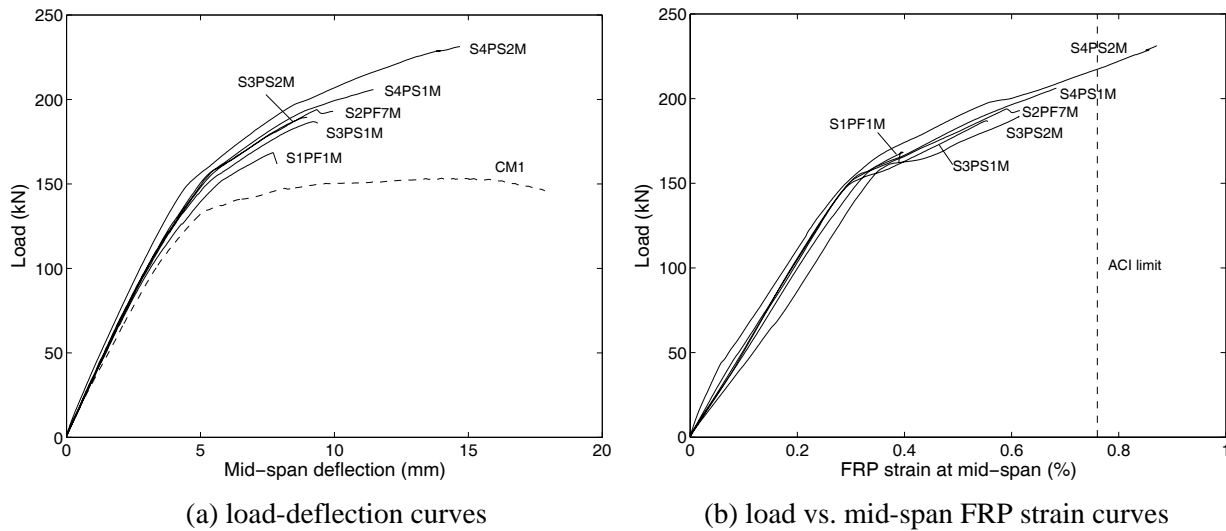 250
200
150
100
50
0
Load (kN)
0 5 10 15 20
Mid-span deflection (mm)
S4PS2M
S3PS2M
S4PS1M
S2PF7M
S3PS1M
S1PF1M
CM1
(a) load-deflection curves
250
200
150
100
50
0
Load (kN)
0 0.2 0.4 0.6 0.8 1
FRP strain at mid-span (%)
S4PS2M
S4PS1M
S1PF1M
S2PF7M
S3PS2M
S3PS1M
ACI limit
(b) load vs. mid-span FRP strain curves